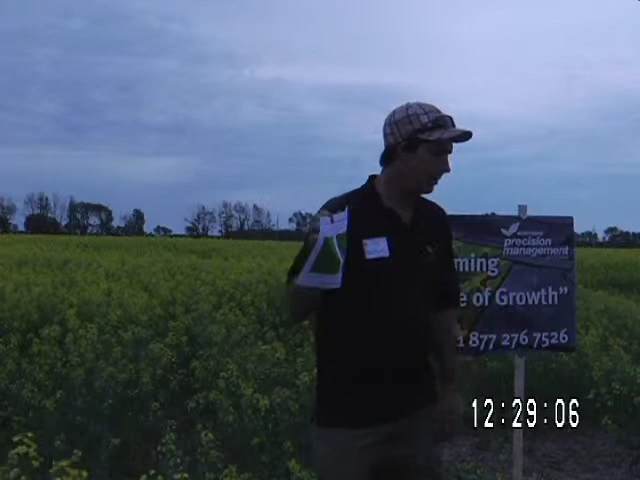 precision
management
ming
e of Growth”
1 877 276 7526
12:29:06